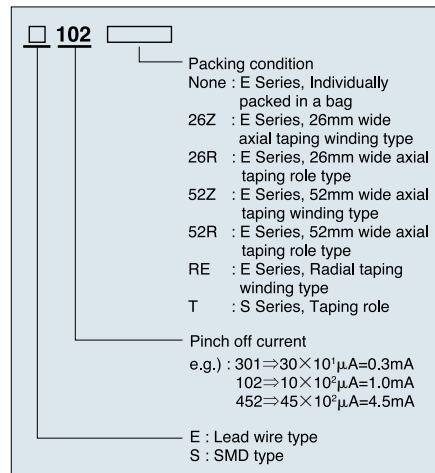 □ 102 □
Packing condition
None : E Series, Individually
packed in a bag
26Z : E Series, 26mm wide
axial taping winding type
26R : E Series, 26mm wide axial
taping role type
52Z : E Series, 52mm wide axial
taping winding type
52R : E Series, 52mm wide axial
taping role type
RE : E Series, Radial taping
winding type
T : S Series, Taping role
Pinch off current
e.g.) : 301⇒30×10¹μA=0.3mA
102⇒10×10²μA=1.0mA
452⇒45×10²μA=4.5mA
E : Lead wire type
S : SMD type